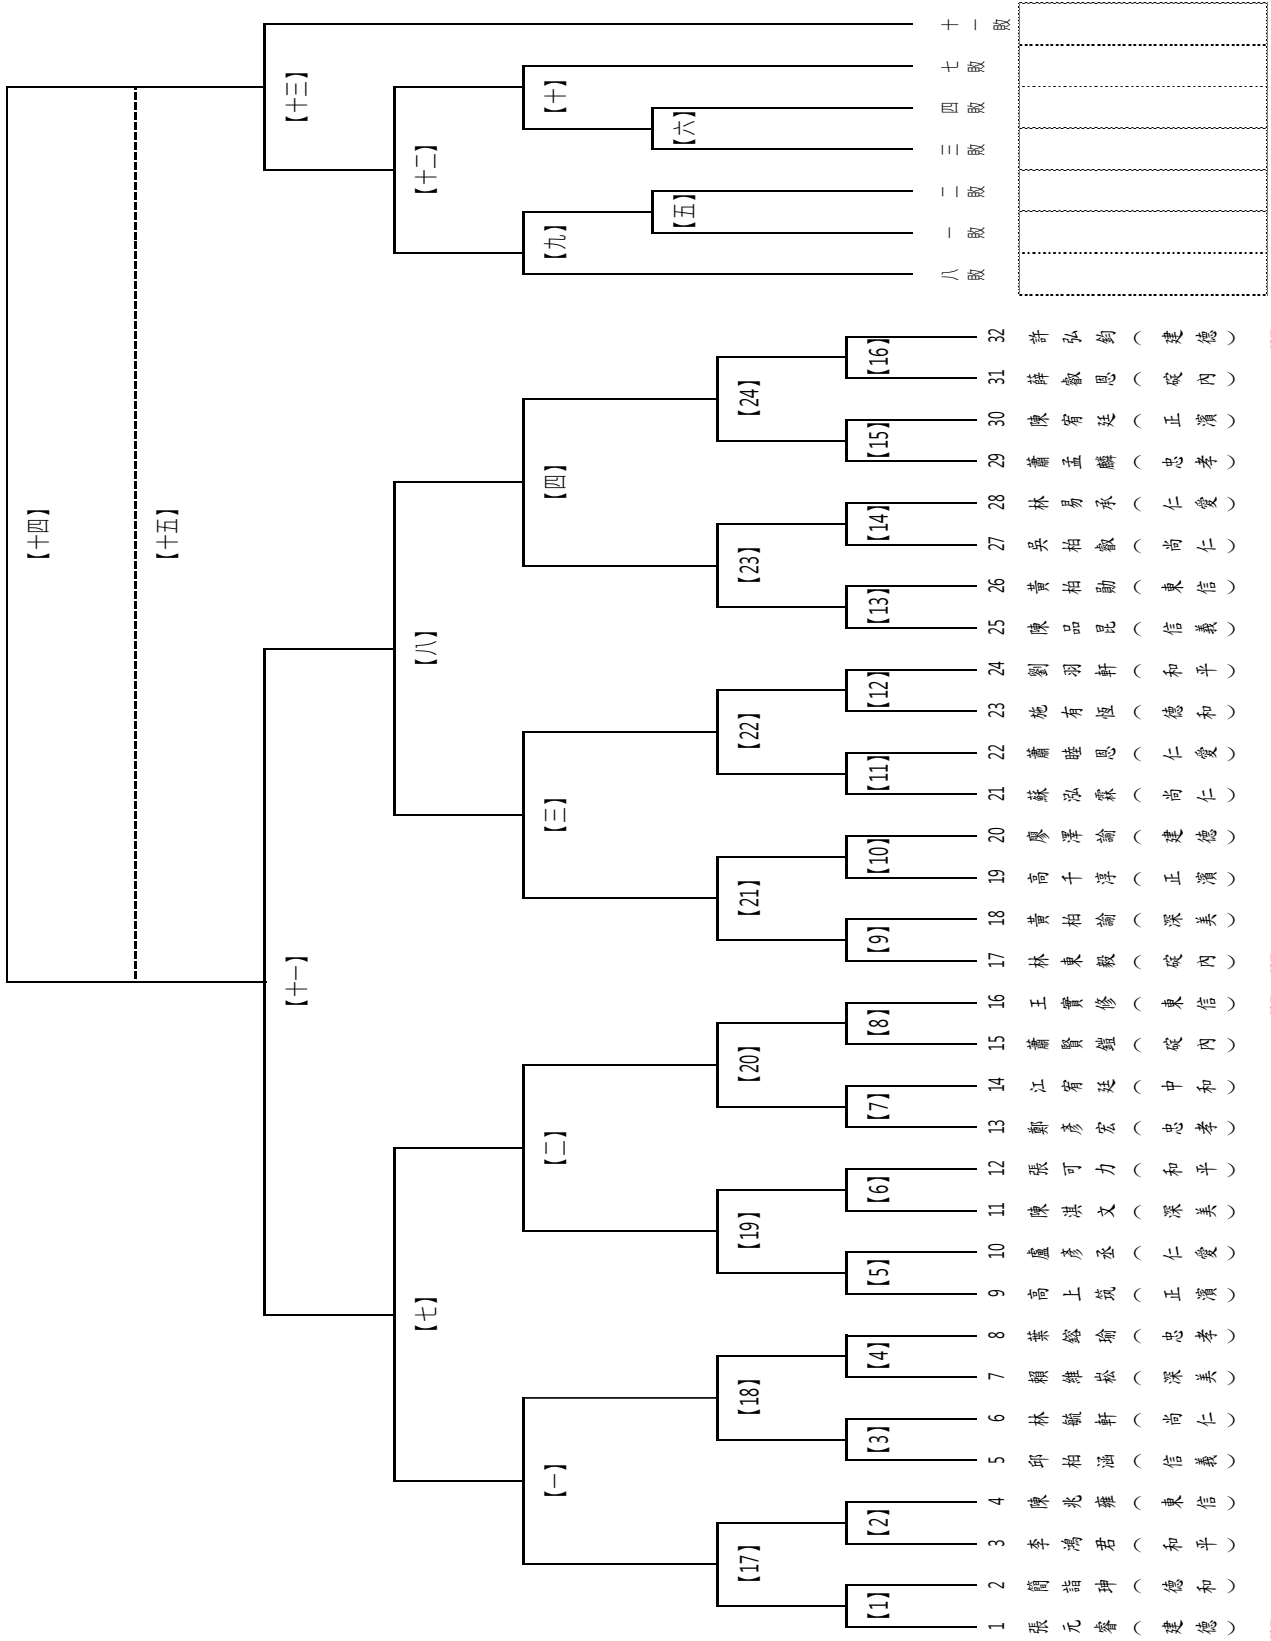 十一敗
七敗
四敗
三敗
二敗
一敗
八敗
32 許弘鈞(建德)
31 薛叡恩(碇內)
30 陳宥廷(正濱)
29 蕭孟麟(忠孝)
28 林易承(仁愛)
27 吳柏叡(尚仁)
26 黃柏勛(東信)
25 陳品昆(信義)
24 劉羽軒(和平)
23 施有恆(德和)
22 蕭睦恩(仁愛)
21 蘇泓霖(尚仁)
20 廖澤諭(建德)
19 高千淳(正濱)
18 黃柏諭(深美)
17 林東毅(碇內)
16 王實修(東信)
15 蕭賢鎧(碇內)
14 江宥廷(中和)
13 鄭彥宏(忠孝)
12 張可力(和平)
11 陳淇文(深美)
10 盧彥丞(仁愛)
9 高上筑(正濱)
8 葉鎔瑜(忠孝)
7 賴維崧(深美)
6 林毓軒(尚仁)
5 邱柏涵(信義)
4 陳兆雍(東信)
3 李鴻君(和平)
2 簡詣珅(德和)
1 張元睿(建德)
【16】
【15】
【14】
【13】
【12】
【11】
【10】
【9】
【8】
【7】
【6】
【5】
【4】
【3】
【2】
【1】
【24】
【23】
【22】
【21】
【20】
【19】
【18】
【17】
【六】
【五】
【十】
【九】
【四】
【三】
【二】
【一】
【十二】
【八】
【七】
【十三】
【十一】
【十五】
【十四】